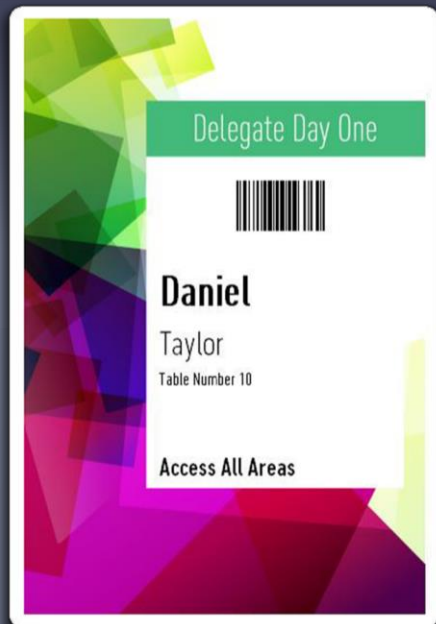 Delegate Day One
Daniel
Taylor
Table Number 10
Access All Areas